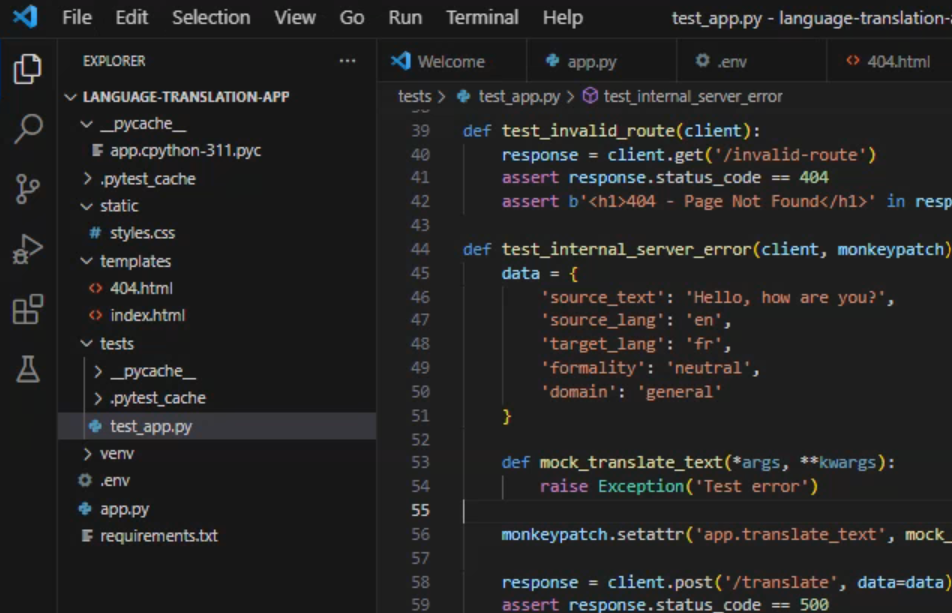 File Edit Selection View Go Run Terminal Help test_app.py - language-translation-
EXPLORER ...
LANGUAGE-TRANSLATION-APP
__pycache__
app.cpython-311.pyc
.pytest_cache
static
# styles.css
templates
<> 404.html
<> index.html
tests
__pycache__
.pytest_cache
test_app.py
venv
.env
app.py
requirements.txt
Welcome app.py .env <> 404.html
tests > test_app.py > test_internal_server_error
39 def test_invalid_route(client):
40     response = client.get('/invalid-route')
41     assert response.status_code == 404
42     assert b'<h1>404 - Page Not Found</h1>' in resp
43
44 def test_internal_server_error(client, monkeypatch)
45     data = {
46         'source_text': 'Hello, how are you?',
47         'source_lang': 'en',
48         'target_lang': 'fr',
49         'formality': 'neutral',
50         'domain': 'general'
51     }
52
53     def mock_translate_text(*args, **kwargs):
54         raise Exception('Test error')
55
56     monkeypatch.setattr('app.translate_text', mock_
57
58     response = client.post('/translate', data=data)
59     assert response.status_code == 500